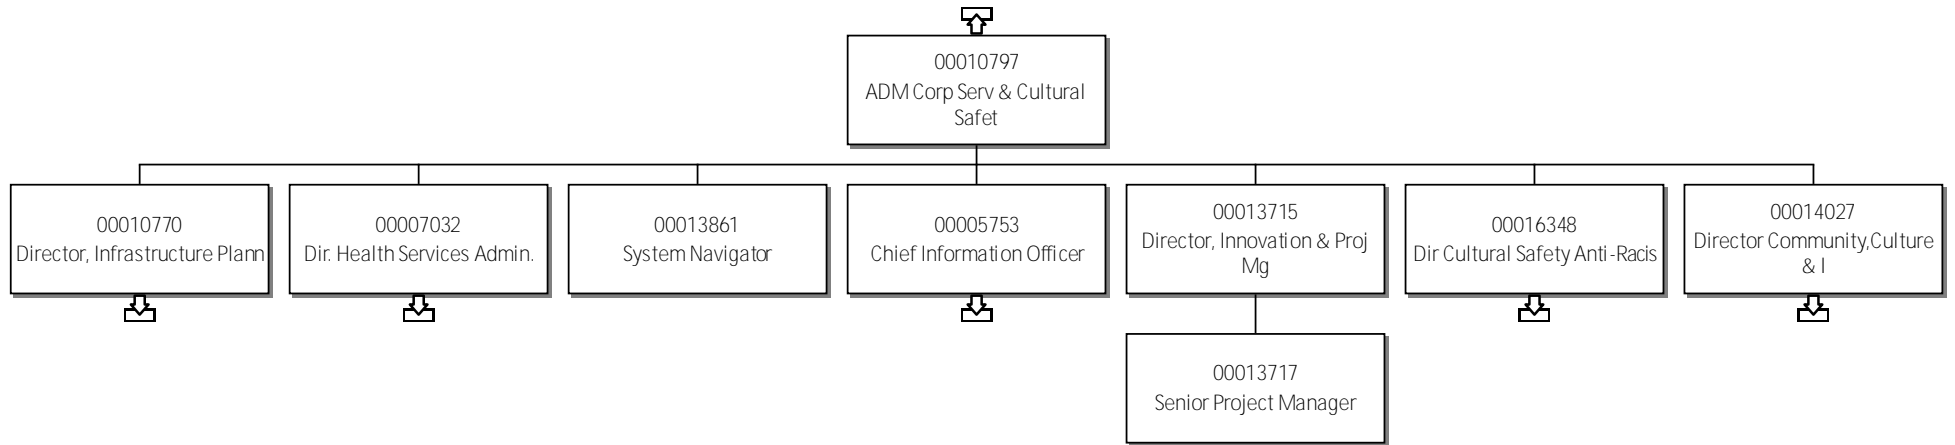 00010797
ADM Corp Serv & Cultural
Safet
00010770
Director, Infrastructure Plann
00007032
Dir. Health Services Admin.
00013861
System Navigator
00005753
Chief Information Officer
00013715
Director, Innovation & Proj
Mg
00016348
Dir Cultural Safety Anti-Racis
00014027
Director Community,Culture
& I
00013717
Senior Project Manager